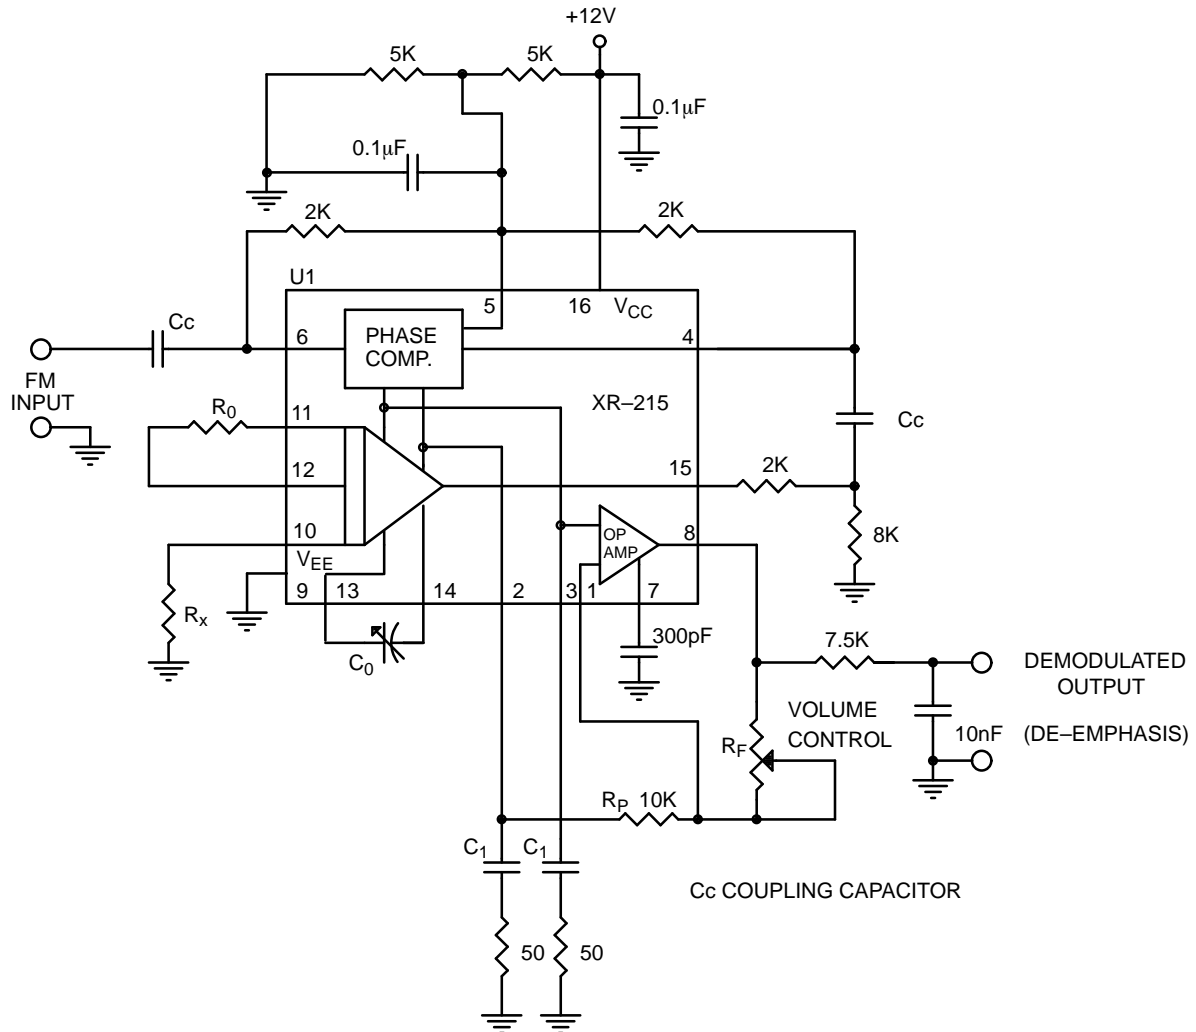 +12V
5K
5K
0.1μF
0.1μF
2K
2K
U1
5
16
VCC
Cc
6
PHASE
COMP.
4
FM
INPUT
XR–215
R0
11
Cc
12
15
2K
10
OP
AMP
8
8K
VEE
9
13
14
2
3
1
7
Rx
C0
300pF
7.5K
DEMODULATED
OUTPUT
VOLUME
CONTROL
RF
10nF
(DE–EMPHASIS)
RP
10K
C1
C1
Cc COUPLING CAPACITOR
50
50